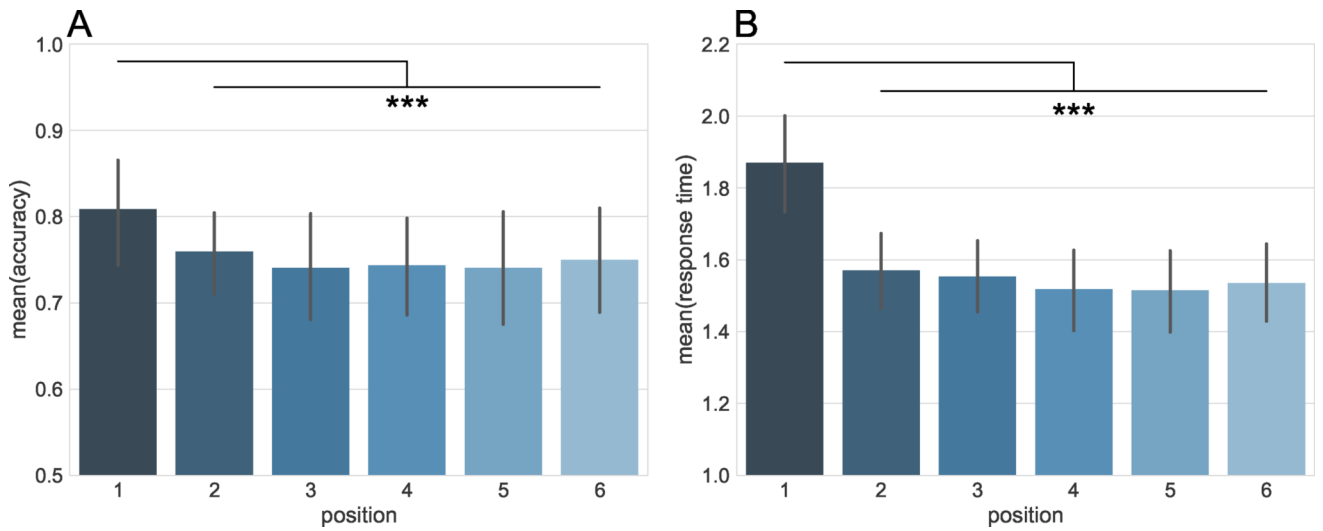 A
mean(accuracy)
1.0
0.9
0.8
0.7
0.6
0.5
***
1 2 3 4 5 6
position
B
mean(response time)
2.2
2.0
1.8
1.6
1.4
1.2
1.0
***
1 2 3 4 5 6
position